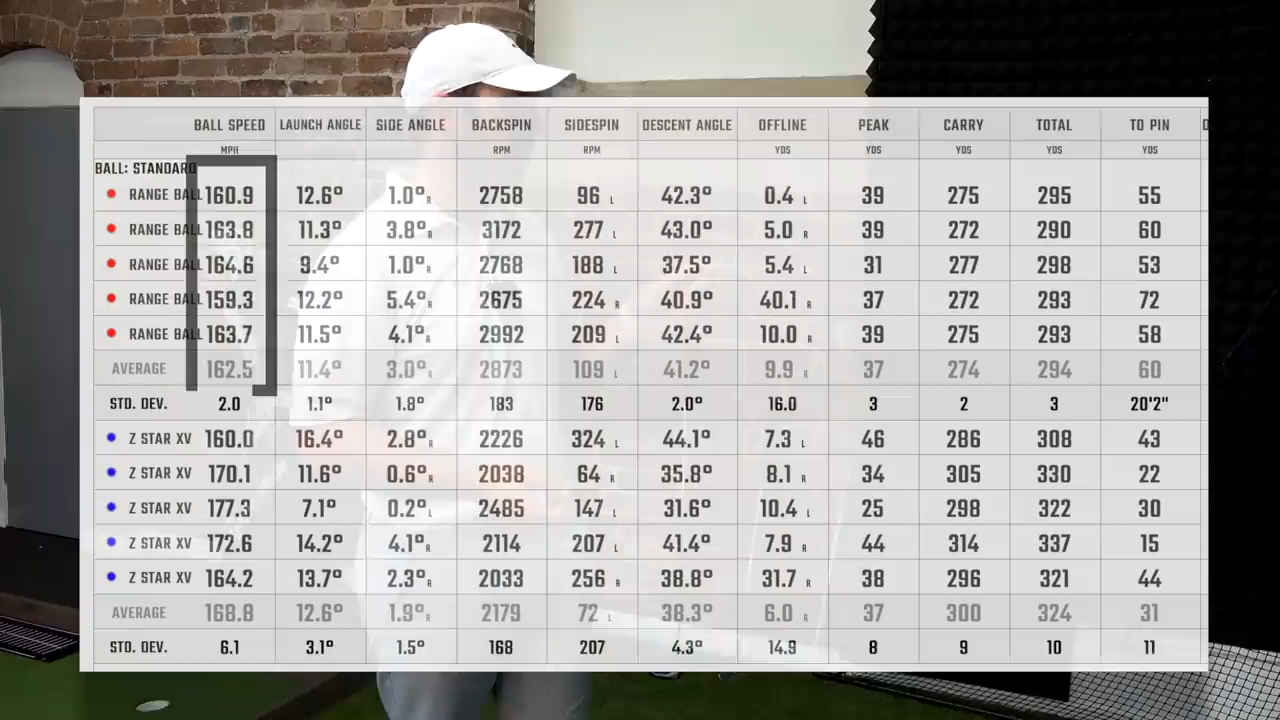 BALL SPEED LAUNCH ANGLE SIDE ANGLE BACKSPIN SIDESPIN DESCENT ANGLE OFFLINE PEAK CARRY TOTAL TO PIN
MPH RPM RPM YDS YDS YDS YDS YDS
BALL: STANDARD
RANGE BALL 160.9 12.6° 1.0° R 2758 96 L 42.3° 0.4 L 39 275 295 55
RANGE BALL 163.8 11.3° 3.8° R 3172 277 L 43.0° 5.0 R 39 272 290 60
RANGE BALL 164.6 9.4° 1.0° R 2768 188 L 37.5° 5.4 L 31 277 298 53
RANGE BALL 159.3 12.2° 5.4° R 2675 224 R 40.9° 40.1 R 37 272 293 72
RANGE BALL 163.7 11.5° 4.1° R 2992 209 L 42.4° 10.0 R 39 275 293 58
AVERAGE 162.5 11.4° 3.0° R 2873 109 L 41.2° 9.9 R 37 274 294 60
STD. DEV. 2.0 1.1° 1.8° 183 176 2.0° 16.0 3 2 3 20'2"
Z STAR XV 160.0 16.4° 2.8° R 2226 324 L 44.1° 7.3 L 46 286 308 43
Z STAR XV 170.1 11.6° 0.6° R 2038 64 R 35.8° 8.1 R 34 305 330 22
Z STAR XV 177.3 7.1° 0.2° L 2485 147 L 31.6° 10.4 L 25 298 322 30
Z STAR XV 172.6 14.2° 4.1° R 2114 207 L 41.4° 7.9 R 44 314 337 15
Z STAR XV 164.2 13.7° 2.3° R 2033 256 R 38.8° 31.7 R 38 296 321 44
AVERAGE 168.8 12.6° 1.9° R 2179 72 L 38.3° 6.0 R 37 300 324 31
STD. DEV. 6.1 3.1° 1.5° 168 207 4.3° 14.9 8 9 10 11